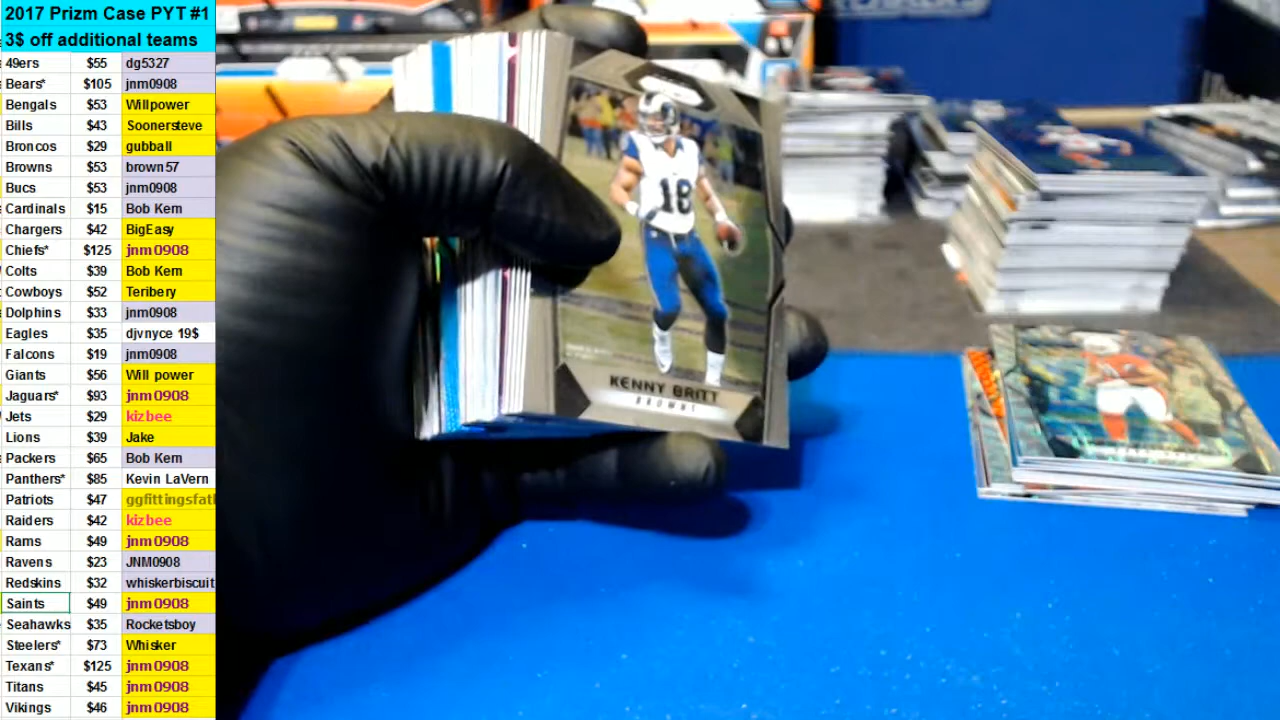 2017 Prizm Case PYT #1
3$ off additional teams
49ers $55 dg5327
Bears* $105 jnm0908
Bengals $53 Willpower
Bills $43 Soonersteve
Broncos $29 gubball
Browns $53 brown57
Bucs $53 jnm0908
Cardinals $15 Bob Kern
Chargers $42 BigEasy
Chiefs* $125 jnm0908
Colts $39 Bob Kern
Cowboys $52 Teribery
Dolphins $33 jnm0908
Eagles $35 djvnyce 19$
Falcons $19 jnm0908
Giants $56 Will power
Jaguars* $93 jnm0908
Jets $29 kizbee
Lions $39 Jake
Packers $65 Bob Kern
Panthers* $85 Kevin LaVern
Patriots $47 ggfittingsfatl
Raiders $42 kizbee
Rams $49 jnm0908
Ravens $23 JNM0908
Redskins $32 whiskerbiscuit
Saints $49 jnm0908
Seahawks $35 Rocketsboy
Steelers* $73 Whisker
Texans* $125 jnm0908
Titans $45 jnm0908
Vikings $46 jnm0908
18
KENNY BRITT
BROWNS